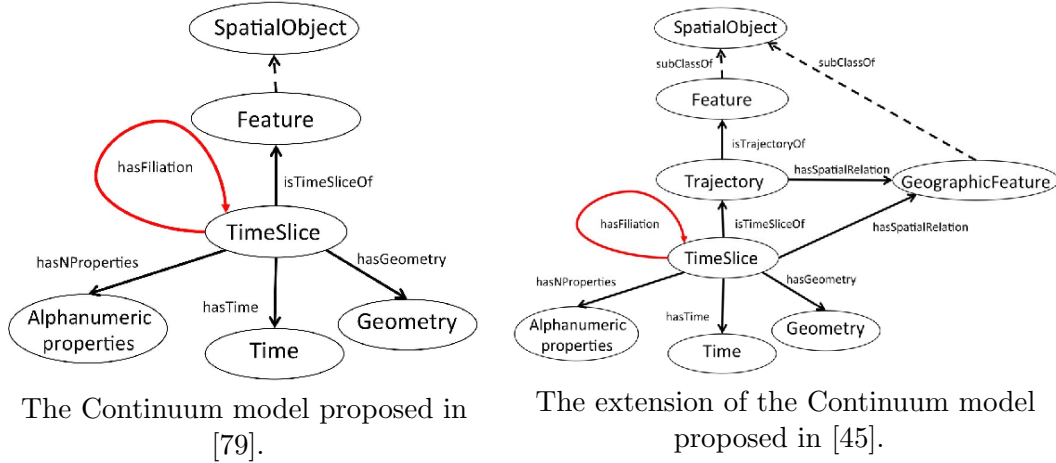 SpatialObject
Feature
hasFiliation
isTimeSliceOf
TimeSlice
hasNProperties
hasGeometry
hasTime
Alphanumeric
properties
Geometry
Time
The Continuum model proposed in
[79].
SpatialObject
subClassOf
subClassOf
Feature
isTrajectoryOf
Trajectory
hasSpatialRelation
GeographicFeature
hasFiliation
isTimeSliceOf
hasSpatialRelation
TimeSlice
hasNProperties
hasGeometry
hasTime
Alphanumeric
properties
Geometry
Time
The extension of the Continuum model
proposed in [45].